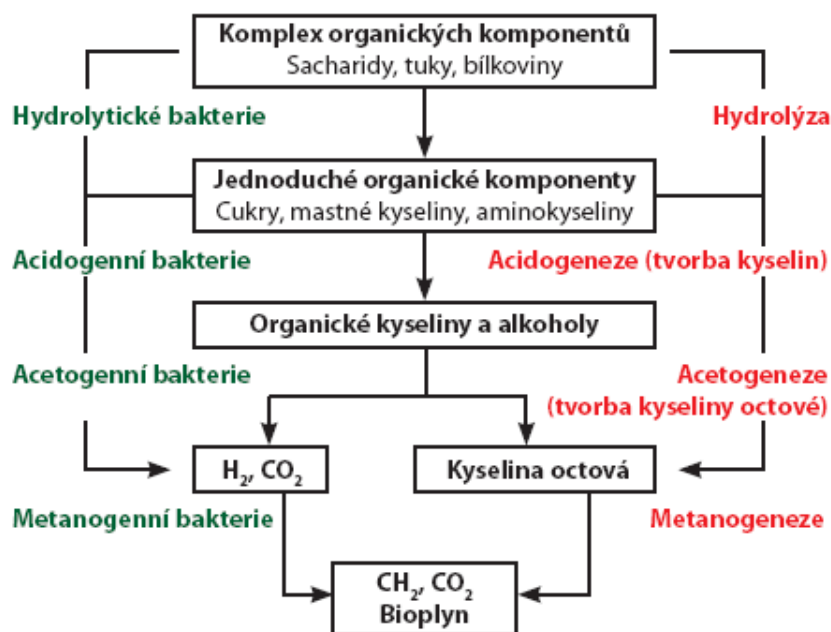 Komplex organických komponentů
Sacharidy, tuky, bílkoviny
Hydrolytické bakterie
Hydrolýza
Jednoduché organické komponenty
Cukry, mastné kyseliny, aminokyseliny
Acidogenní bakterie
Acidogeneze (tvorba kyselin)
Organické kyseliny a alkoholy
Acetogenní bakterie
Acetogeneze
(tvorba kyseliny octové)
H₂, CO₂
Kyselina octová
Metanogenní bakterie
Metanogeneze
CH₂, CO₂
Bioplyn